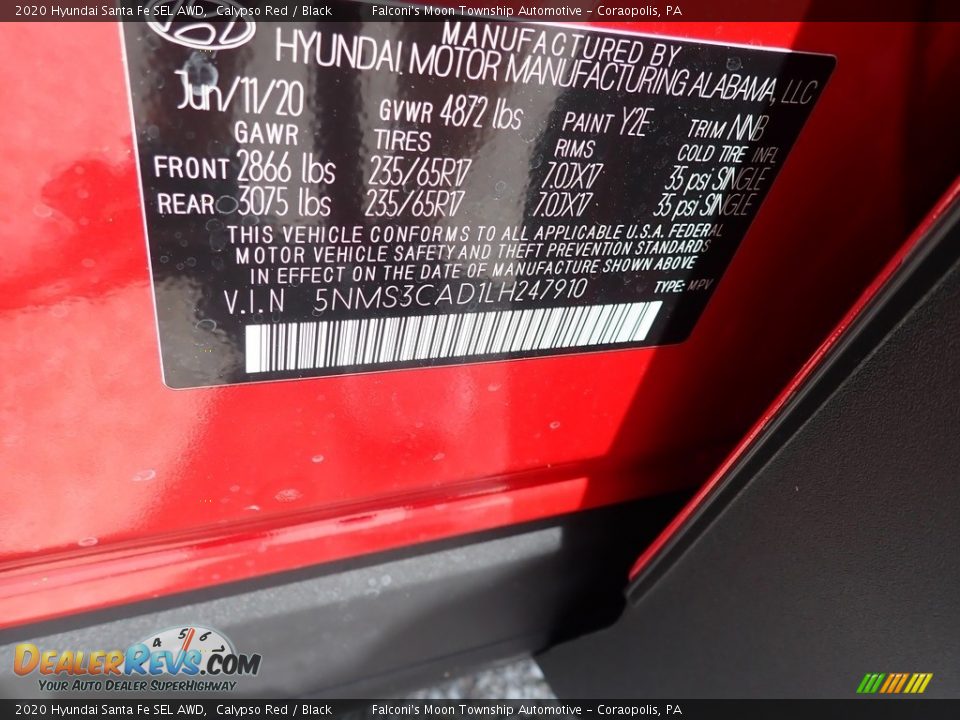 2020 Hyundai Santa Fe SEL AWD, Calypso Red / Black Falconi's Moon Township Automotive - Coraopolis, PA
MANUFACTURED BY
HYUNDAI MOTOR MANUFACTURING ALABAMA, LLC
Jun/11/20 GVWR 4872 lbs PAINT Y2E TRIM NNB
GAWR TIRES RIMS COLD TIRE INFL
FRONT 2866 lbs 235/65R17 7.0JX17 35 psi SINGLE
REAR 3075 lbs 235/65R17 7.0JX17 35 psi SINGLE
THIS VEHICLE CONFORMS TO ALL APPLICABLE U.S.A. FEDERAL
MOTOR VEHICLE SAFETY AND THEFT PREVENTION STANDARDS
IN EFFECT ON THE DATE OF MANUFACTURE SHOWN ABOVE
V.I.N 5NMS3CAD1LH247910 TYPE: MPV
4 5 6
DEALERREVS.COM
YOUR AUTO DEALER SUPERHIGHWAY
2020 Hyundai Santa Fe SEL AWD, Calypso Red / Black Falconi's Moon Township Automotive - Coraopolis, PA